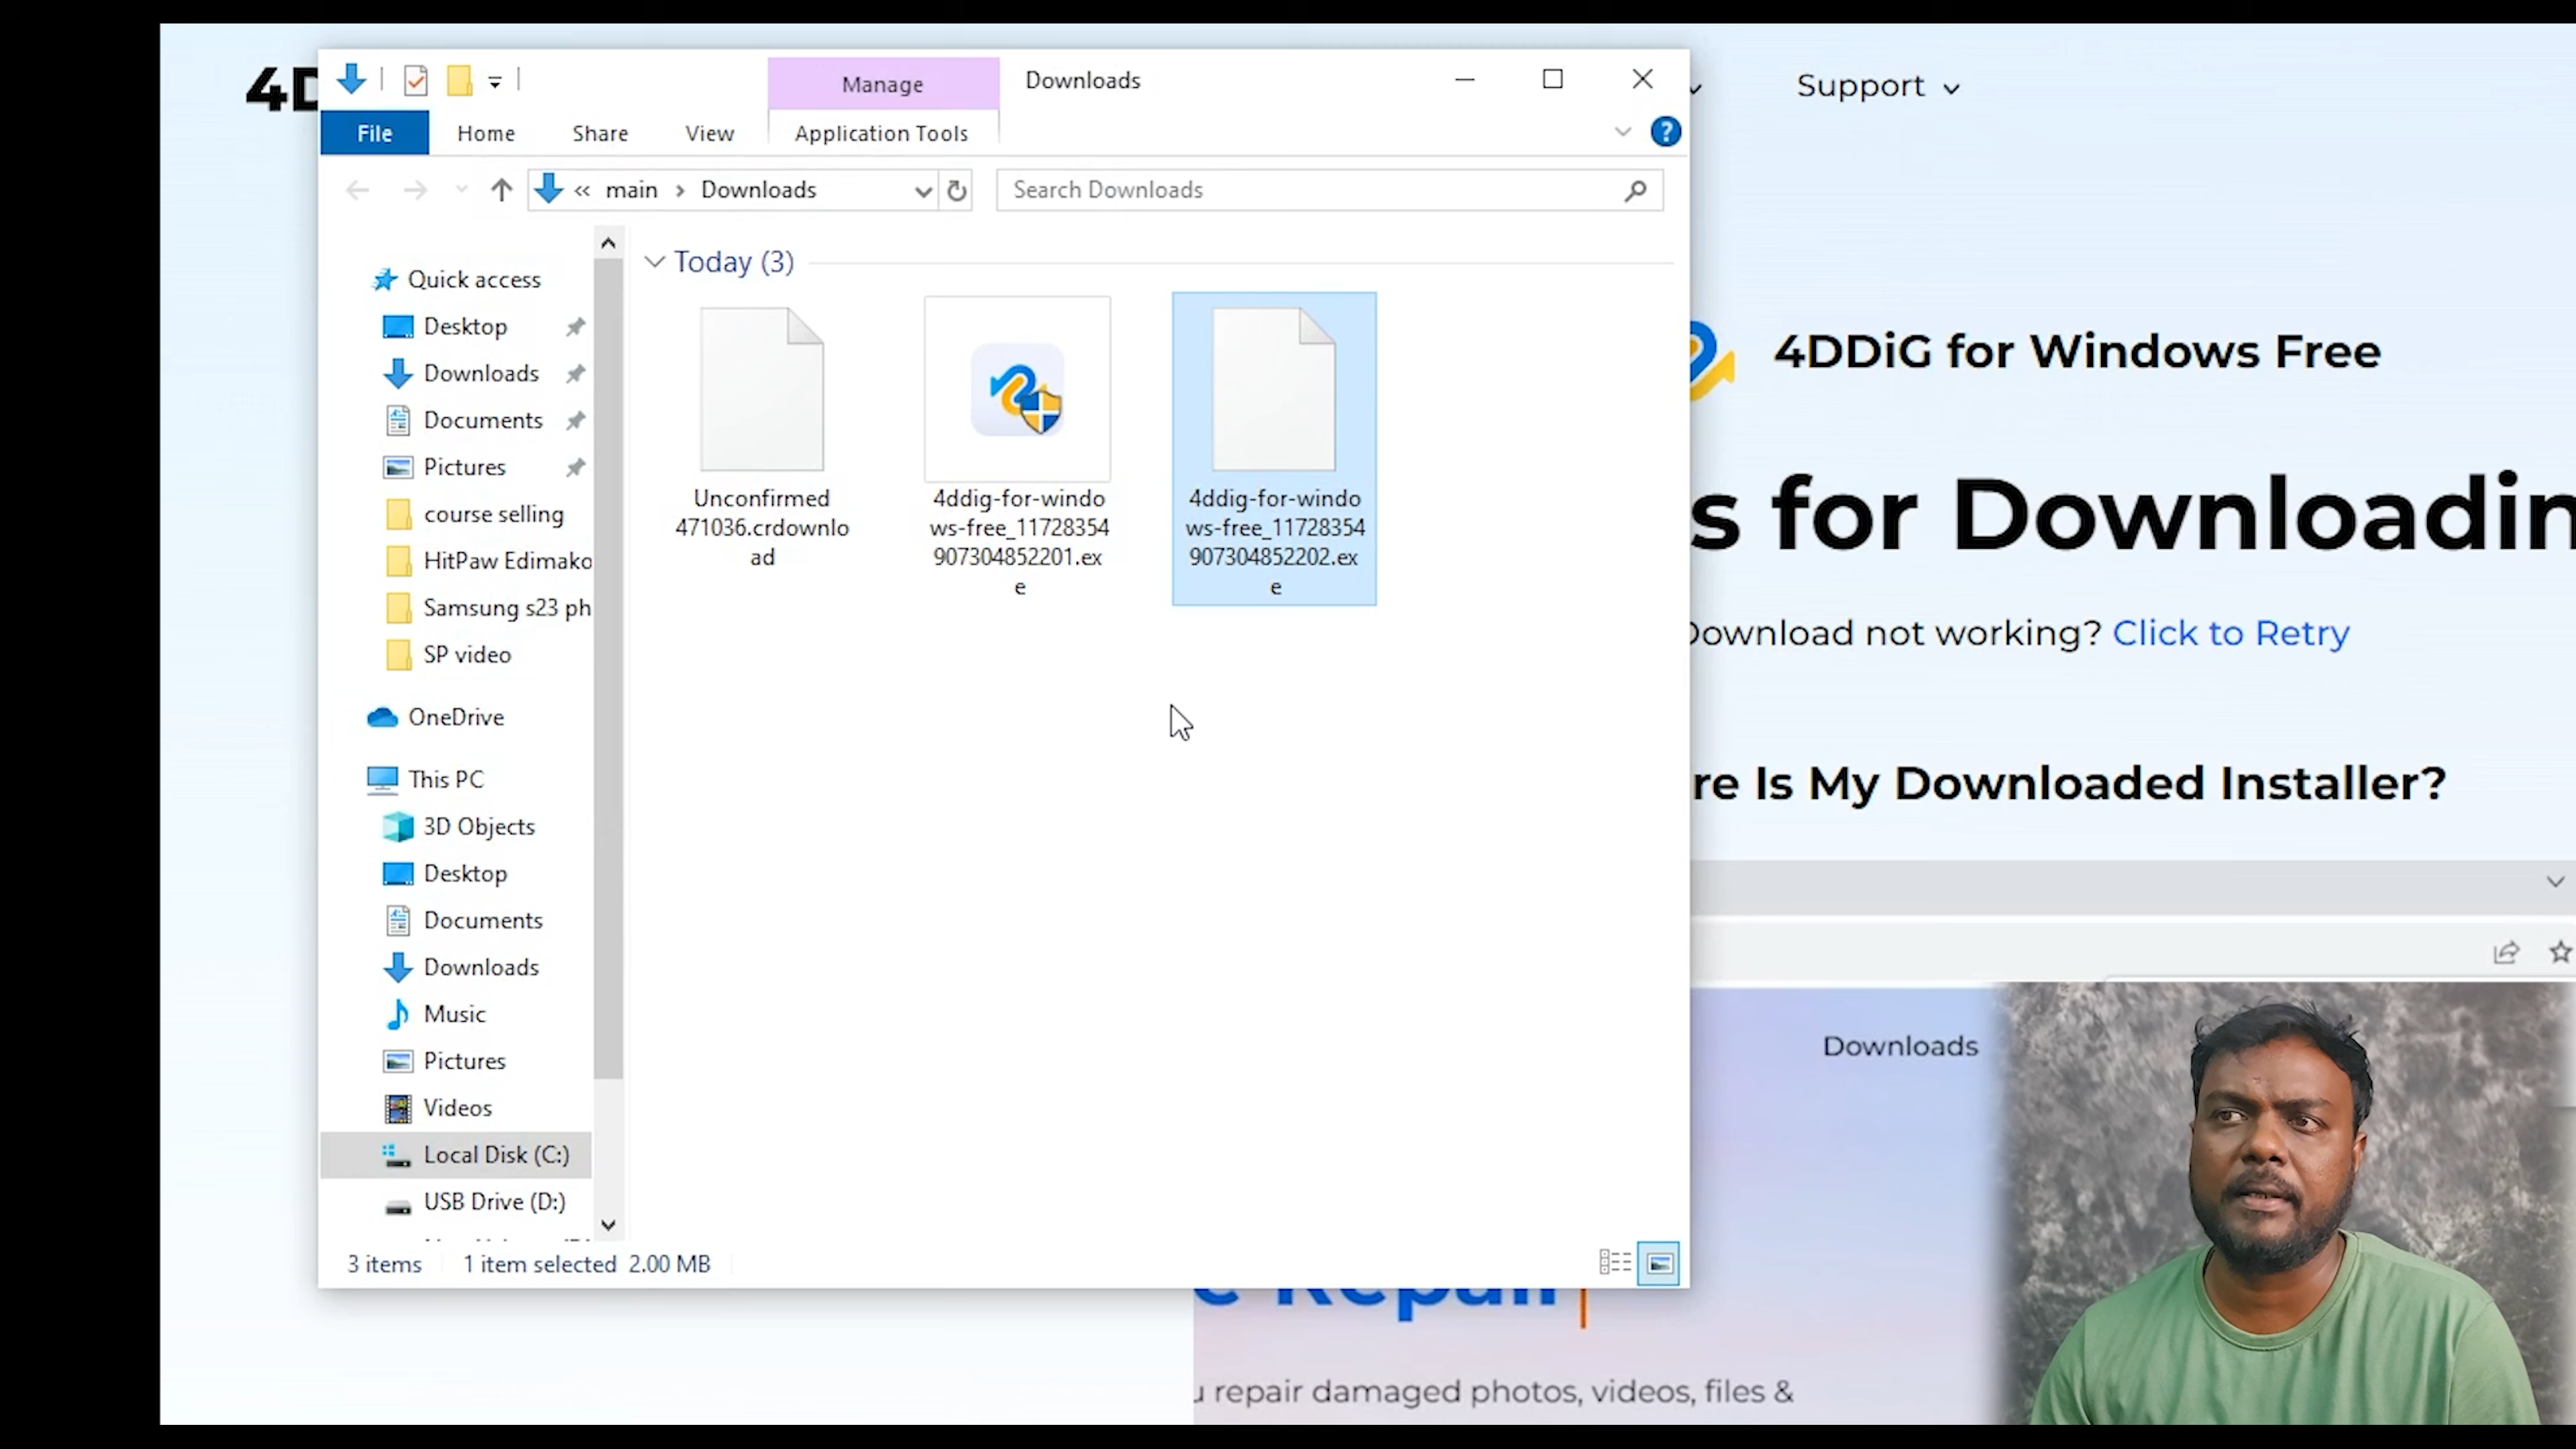 4D
Manage
Downloads
Support
File
Home
Share
View
Application Tools
?
« main > Downloads
Search Downloads
Today (3)
Quick access
Desktop
Downloads
Documents
Pictures
course selling
HitPaw Edimako
Samsung s23 ph
SP video
OneDrive
This PC
3D Objects
Desktop
Documents
Downloads
Music
Pictures
Videos
Local Disk (C:)
USB Drive (D:)
Unconfirmed
471036.crdownlo
ad
4ddig-for-windo
ws-free_11728354
907304852201.ex
e
4ddig-for-windo
ws-free_11728354
907304852202.ex
e
3 items
1 item selected 2.00 MB
4DDiG for Windows Free
s for Downloadin
Download not working? Click to Retry
re Is My Downloaded Installer?
Downloads
e Repair
u repair damaged photos, videos, files &